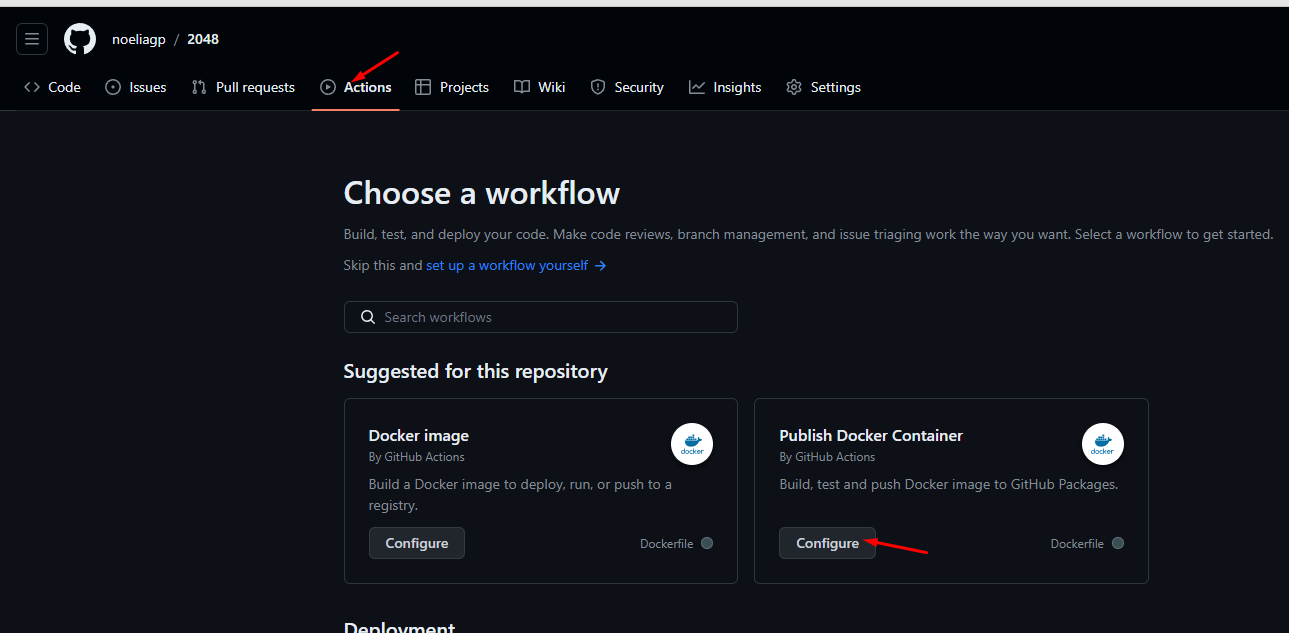 noeliagp / 2048
Code Issues Pull requests Actions Projects Wiki Security Insights Settings
Choose a workflow
Build, test, and deploy your code. Make code reviews, branch management, and issue triaging work the way you want. Select a workflow to get started.
Skip this and set up a workflow yourself →
Search workflows
Suggested for this repository
Docker image
By GitHub Actions
docker
Build a Docker image to deploy, run, or push to a
registry.
Configure
Dockerfile
Publish Docker Container
By GitHub Actions
docker
Build, test and push Docker image to GitHub Packages.
Configure
Dockerfile
Deployment